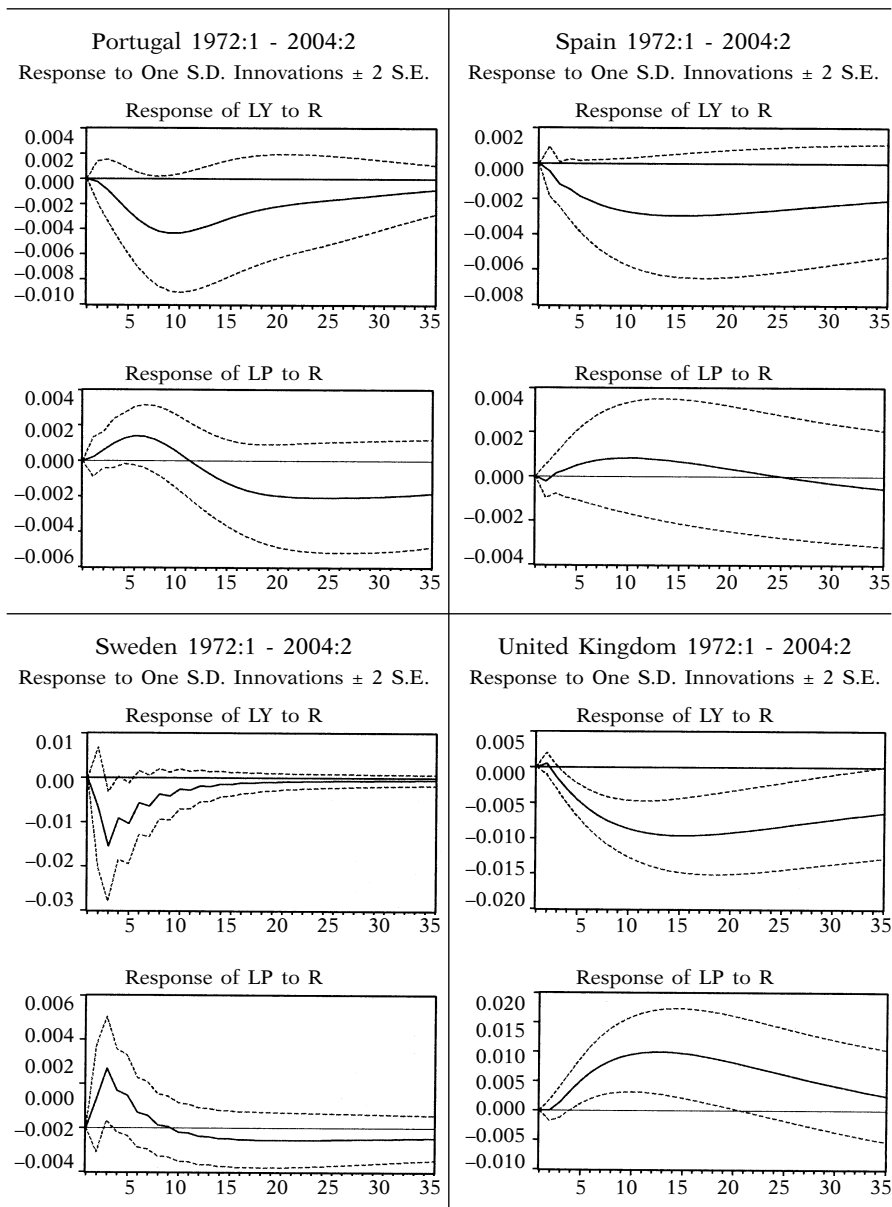 Portugal 1972:1 - 2004:2
Response to One S.D. Innovations ± 2 S.E.
Response of LY to R
0.004
0.002
0.000
−0.002
−0.004
−0.006
−0.008
−0.010
5 10 15 20 25 30 35
Response of LP to R
0.004
0.002
0.000
−0.002
−0.004
−0.006
5 10 15 20 25 30 35
Spain 1972:1 - 2004:2
Response to One S.D. Innovations ± 2 S.E.
Response of LY to R
0.002
0.000
−0.002
−0.004
−0.006
−0.008
5 10 15 20 25 30 35
Response of LP to R
0.004
0.002
0.000
−0.002
−0.004
5 10 15 20 25 30 35
Sweden 1972:1 - 2004:2
Response to One S.D. Innovations ± 2 S.E.
Response of LY to R
0.01
0.00
−0.01
−0.02
−0.03
5 10 15 20 25 30 35
Response of LP to R
0.006
0.004
0.002
0.000
−0.002
−0.004
5 10 15 20 25 30 35
United Kingdom 1972:1 - 2004:2
Response to One S.D. Innovations ± 2 S.E.
Response of LY to R
0.005
0.000
−0.005
−0.010
−0.015
−0.020
5 10 15 20 25 30 35
Response of LP to R
0.020
0.015
0.010
0.005
0.000
−0.005
−0.010
5 10 15 20 25 30 35